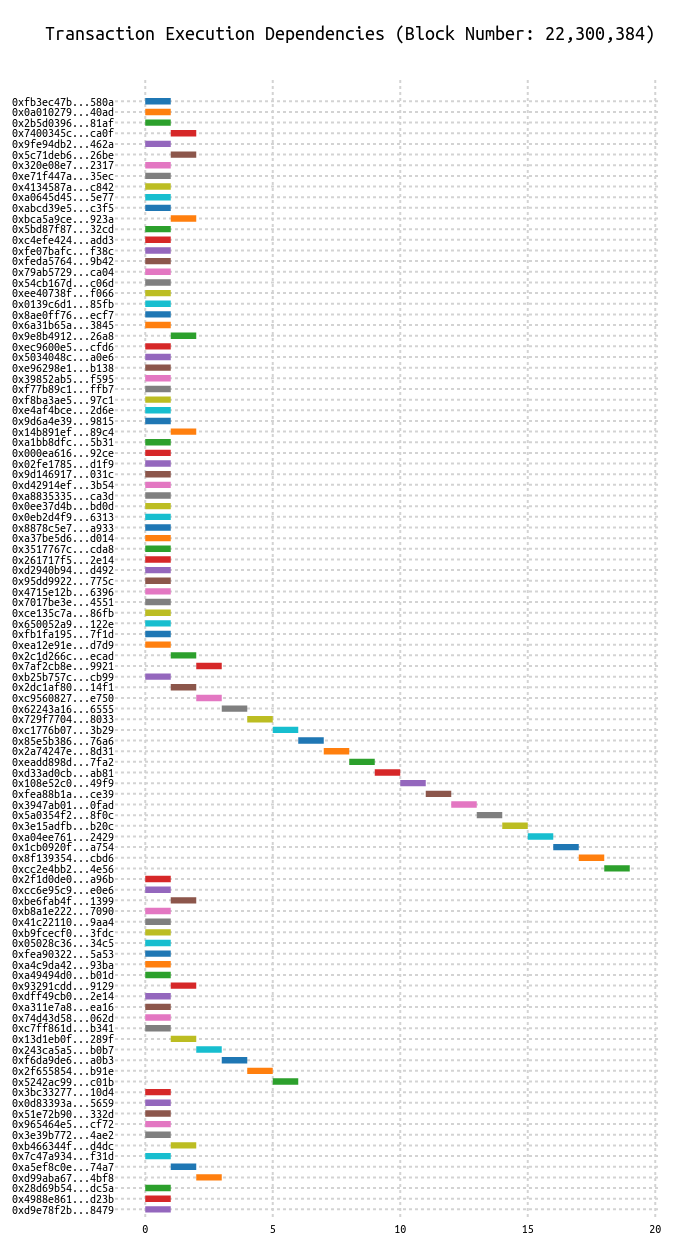 Transaction Execution Dependencies (Block Number: 22,300,384)
0xfb3ec47b...580a
0x0a010279...40ad
0x2b5d0396...81af
0x7400345c...ca0f
0x9fe94db2...462a
0x5c71deb6...26be
0x320e08e7...2317
0xe71f447a...35ec
0x4134587a...c842
0xa0645d45...5e77
0xabcd39e5...c3f5
0xbca5a9ce...923a
0x5bd87f87...32cd
0xc4efe424...add3
0xfe07bafc...f38c
0xfeda5764...9b42
0x79ab5729...ca04
0x54cb167d...c06d
0xee40738f...f066
0x0139c6d1...85fb
0x8ae0ff76...ecf7
0x6a31b65a...3845
0x9e8b4912...26a8
0xec9600e5...cfd6
0x5034048c...a0e6
0xe96298e1...b138
0x39852ab5...f595
0xf77b89c1...ffb7
0xf8ba3ae5...97c1
0xe4af4bce...2d6e
0x9d6a4e39...9815
0x14b891ef...89c4
0xa1bb8dfc...5b31
0x000ea616...92ce
0x02fe1785...d1f9
0x9d146917...031c
0xd42914ef...3b54
0xa8835335...ca3d
0x0ee37d4b...bd0d
0x0eb2d4f9...6313
0x8878c5e7...a933
0xa37be5d6...d014
0x3517767c...cda8
0x261717f5...2e14
0xd2940b94...d492
0x95dd9922...775c
0x4715e12b...6396
0x7017be3e...4551
0xce135c7a...86fb
0x650052a9...122e
0xfb1fa195...7f1d
0xea12e91e...d7d9
0x2c1d266c...ecad
0x7af2cb8e...9921
0xb25b757c...cb99
0x2dc1af80...14f1
0xc9560827...e750
0x62243a16...6555
0x729f7704...8033
0xc1776b07...3b29
0x85e5b386...76a6
0x2a74247e...8d31
0xeadd898d...7fa2
0xd33ad0cb...ab81
0x108e52c0...49f9
0xfea88b1a...ce39
0x3947ab01...0fad
0x5a0354f2...8f0c
0x3e15adfb...b20c
0xa04ee761...2429
0x1cb0920f...a754
0x8f139354...cbd6
0xcc2e4bb2...4e56
0x2f1d0de0...a96b
0xcc6e95c9...e0e6
0xbe6fab4f...1399
0xb8a1e222...7090
0x41c22110...9aa4
0xb9fcecf0...3fdc
0x05028c36...34c5
0xfea90322...5a53
0xa4c9da42...93ba
0xa49494d0...b01d
0x93291cdd...9129
0xdff49cb0...2e14
0xa311e7a8...ea16
0x74d43d58...062d
0xc7ff861d...b341
0x13d1eb0f...289f
0x243ca5a5...b0b7
0xf6da9de6...a0b3
0x2f655854...b91e
0x5242ac99...c01b
0x3bc33277...10d4
0x0d83393a...5659
0x51e72b90...332d
0x965464e5...cf72
0x3e39b772...4ae2
0xb466344f...d4dc
0x7c47a934...f31d
0xa5ef8c0e...74a7
0xd99aba67...4bf8
0x28d69b54...dc5a
0x4988e861...d23b
0xd9e78f2b...8479
0 5 10 15 20